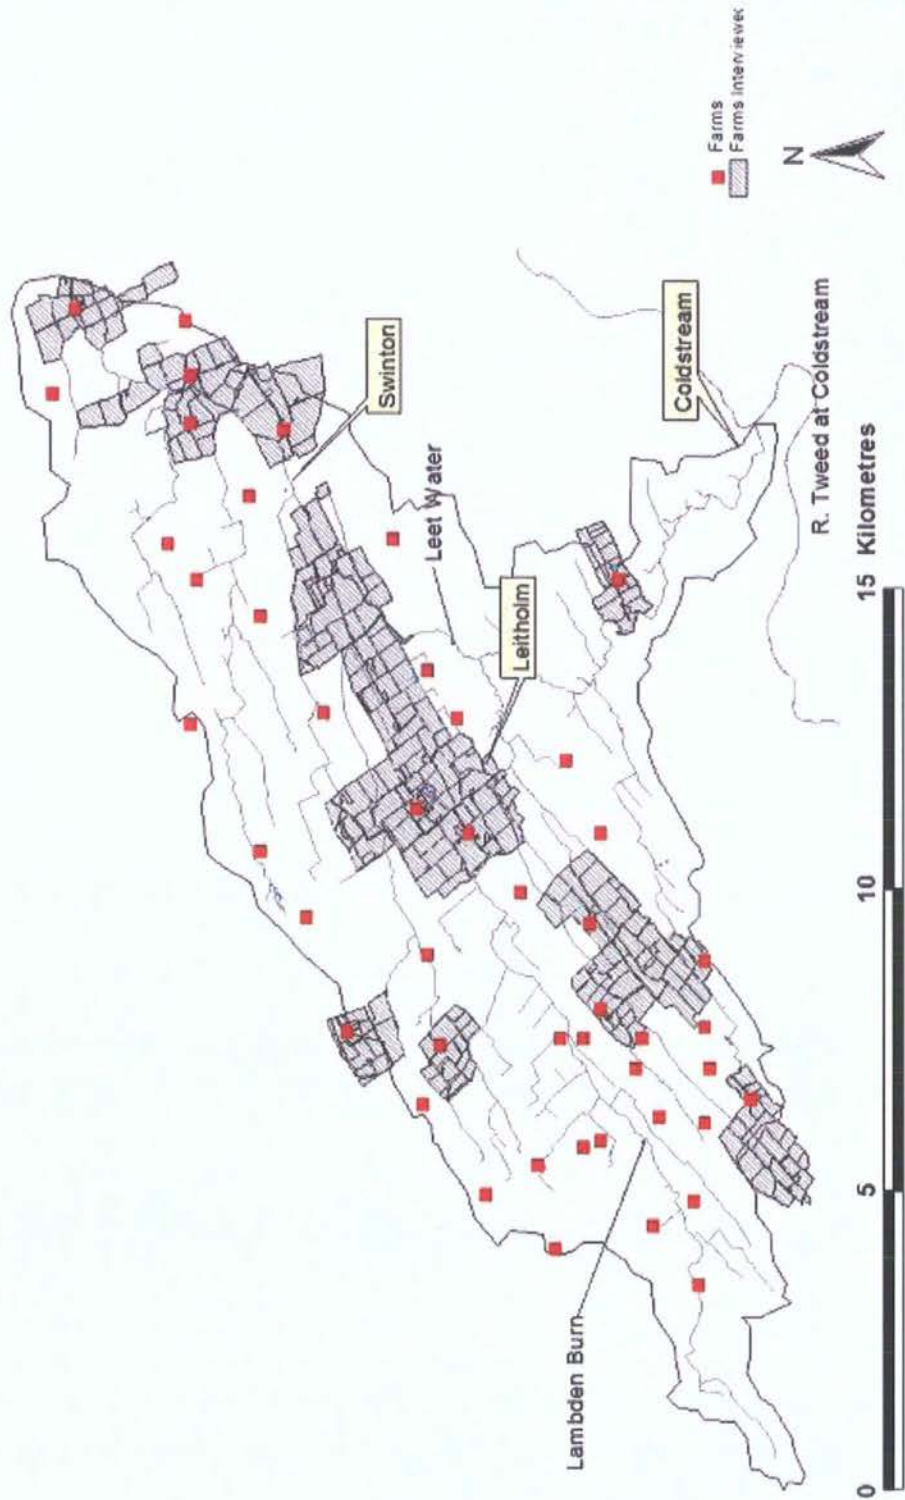 Farms
Farms interviewed
N
Swinton
Leet Water
Coldstream
Leitholm
R. Tweed at Coldstream
Lambden Burn
0 5 10 15 Kilometres